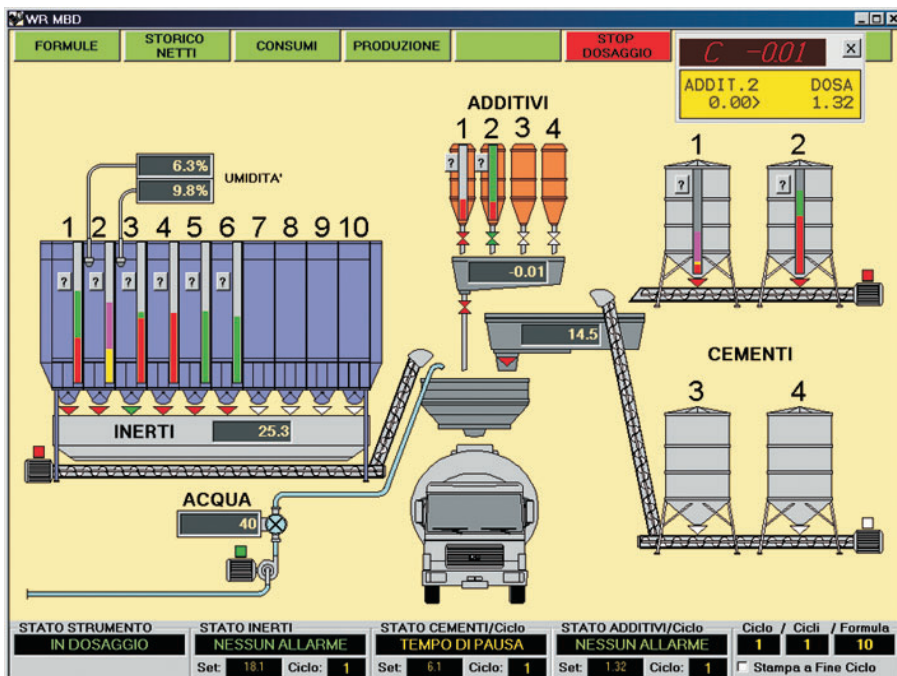 WR MBD
FORMULE
STORICO
NETTI
CONSUMI
PRODUZIONE
STOP
DOSAGGIO
C -0.01
X
ADDIT.2 DOSA
0.00> 1.32
ADDITIVI
1 2 3 4
1 2
? ?
? ?
6.3%
9.8%
UMIDITA'
1 2 3 4 5 6 7 8 9 10
? ? ? ? ? ?
-0.01
14.5
CEMENTI
3 4
INERTI 25.3
ACQUA
40
STATO STRUMENTO
IN DOSAGGIO
STATO INERTI
NESSUN ALLARME
Set: 18.1 Ciclo: 1
STATO CEMENTI/Ciclo
TEMPO DI PAUSA
Set: 6.1 Ciclo: 1
STATO ADDITIVI/Ciclo
NESSUN ALLARME
Set: 1.32 Ciclo: 1
Ciclo / Cicli / Formula
1 1 10
Stampa a Fine Ciclo